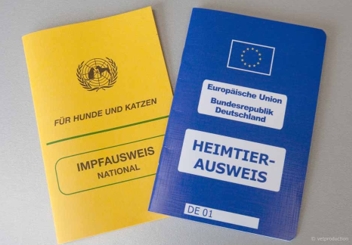 FÜR HUNDE UND KATZEN
IMPFAUSWEIS
NATIONAL
Europäische Union
Bundesrepublik
Deutschland
HEIMTIER-
AUSWEIS
DE 01